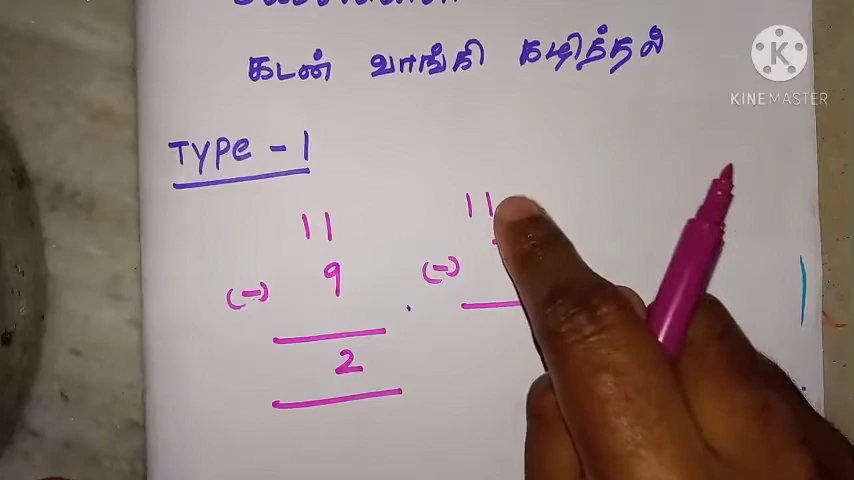 கடன் வாங்கி கழித்தல்
KINEMASTER
TYPE - 1
11 11
(-) 9 (-)
2